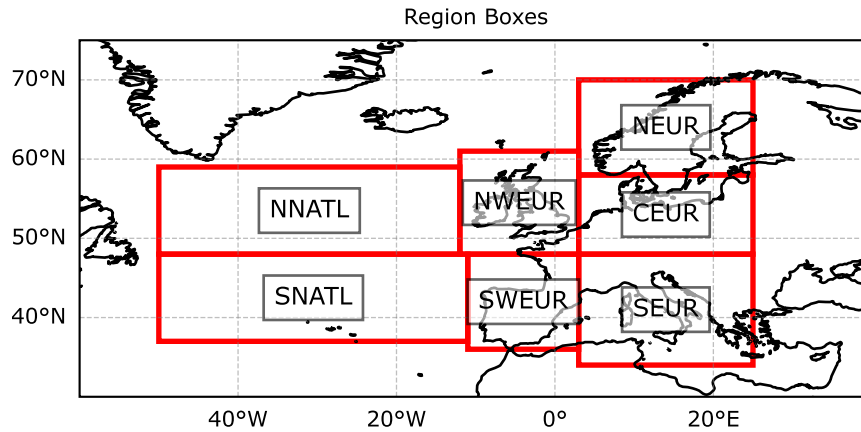 Region Boxes
70°N
60°N
50°N
40°N
NEUR
NWEUR
NNATL
CEUR
SNATL
SWEUR
SEUR
40°W
20°W
0°
20°E